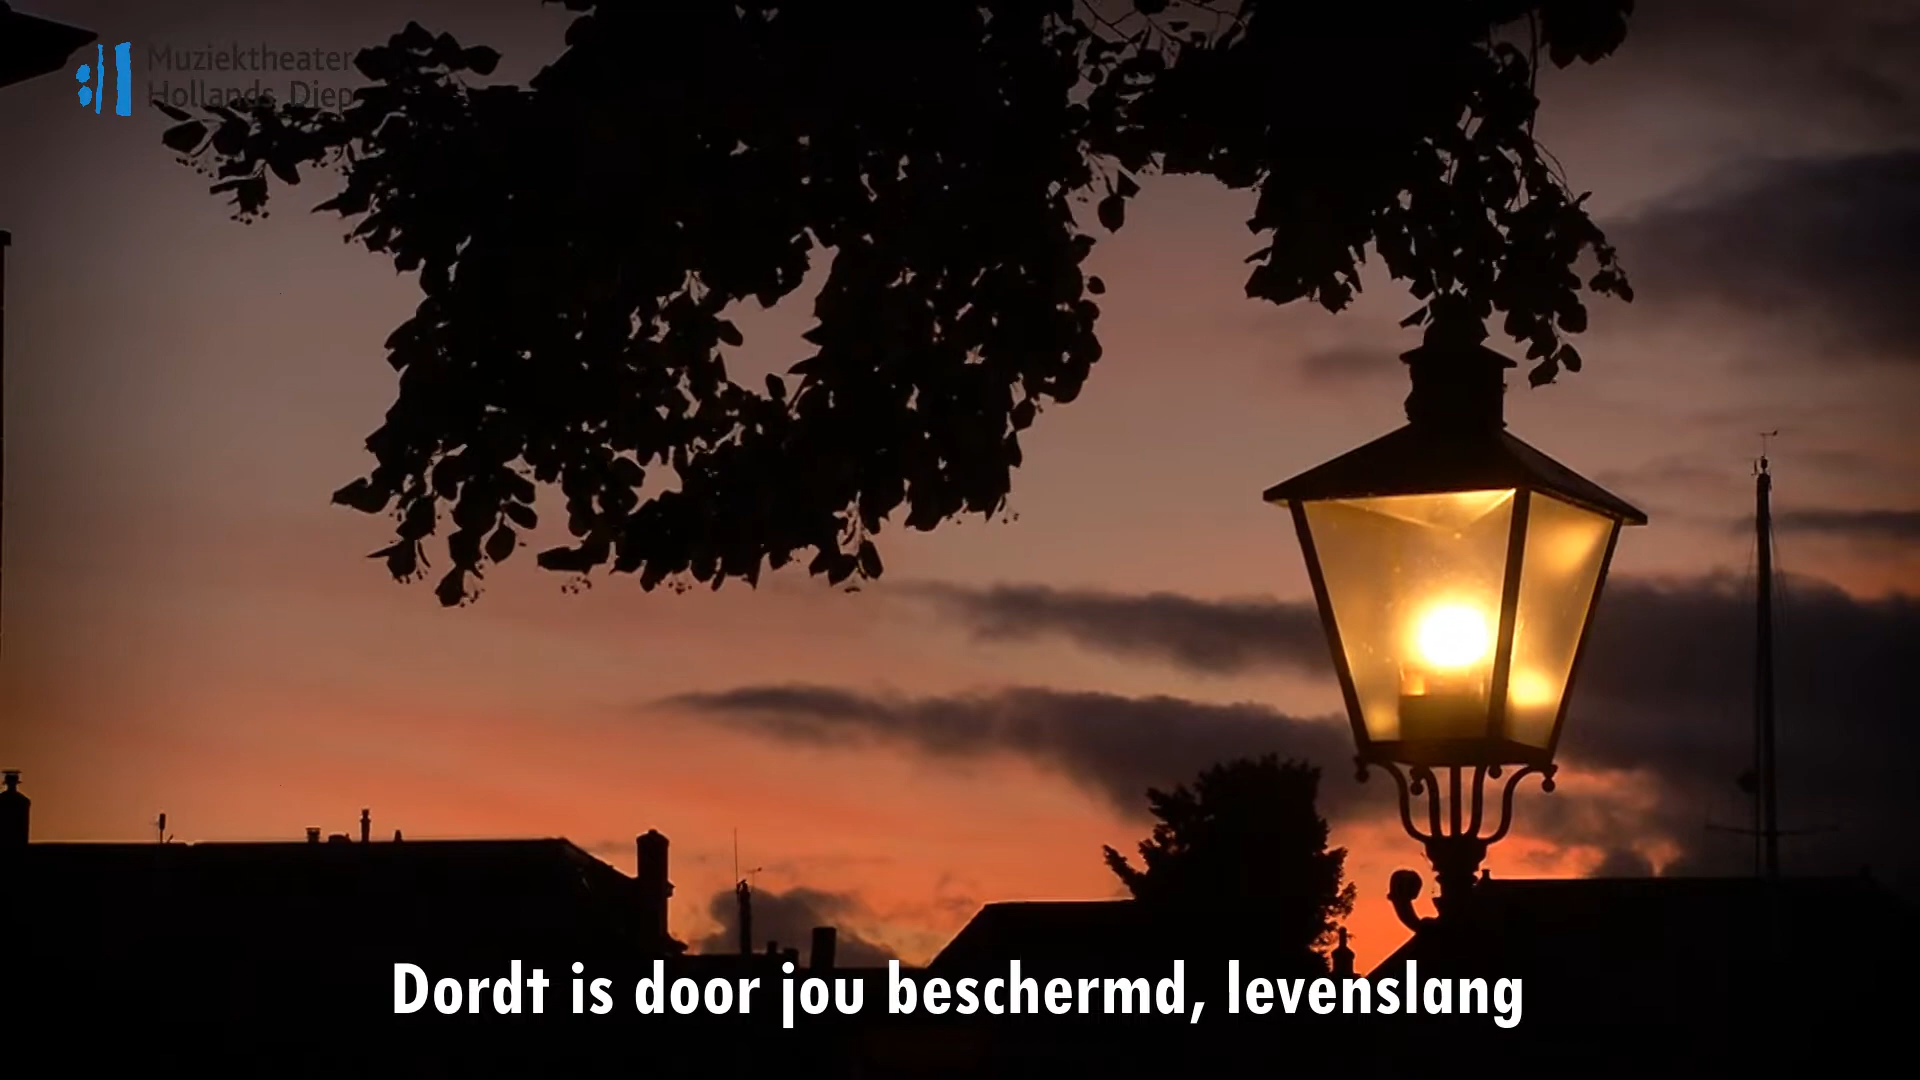 Muziektheater
Hollands Diep
Dordt is door jou beschermd, levenslang